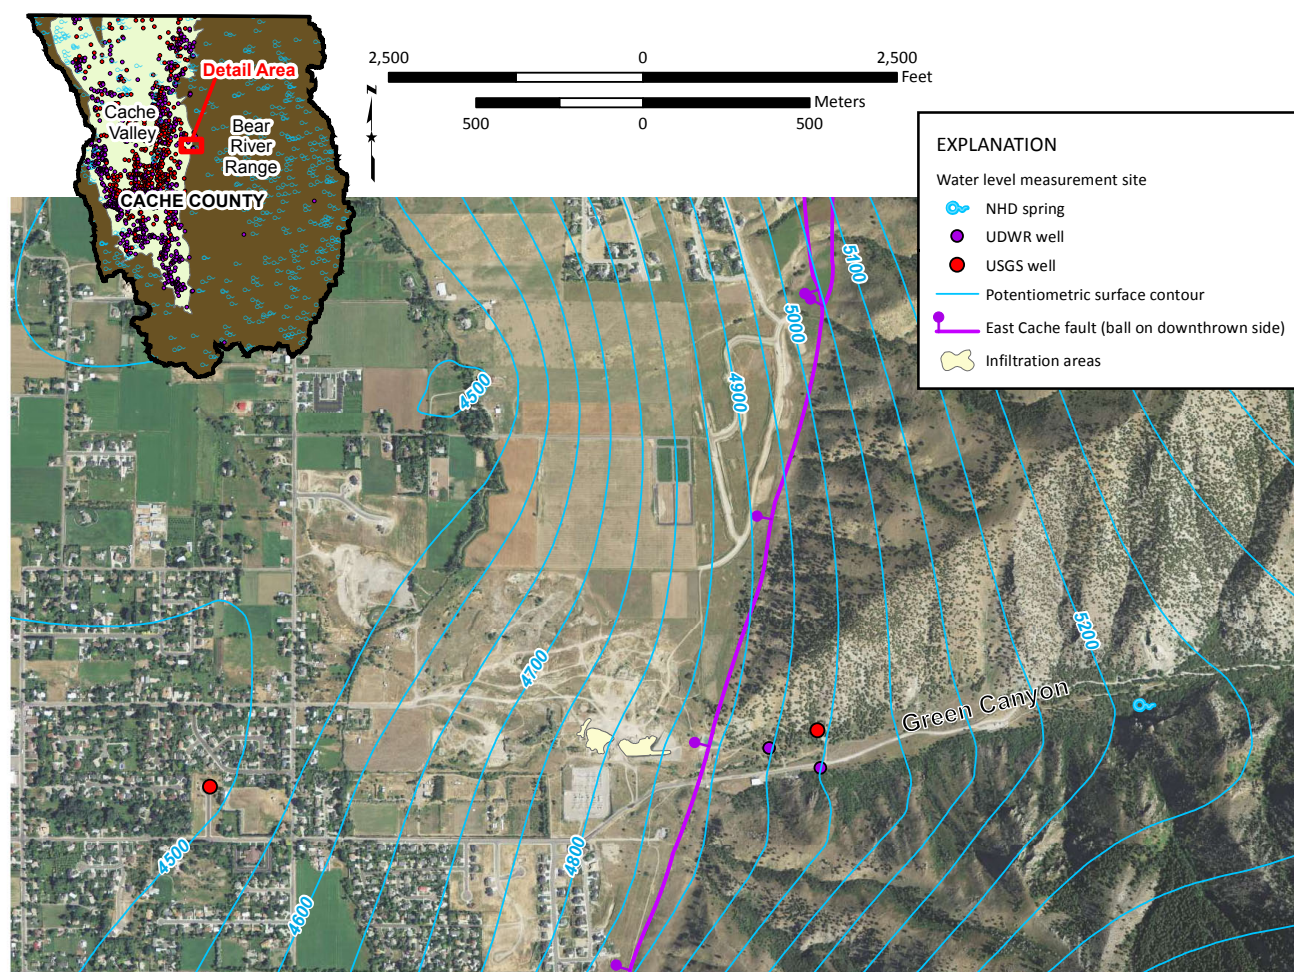 2,500
0
2,500
Feet
Meters
500
0
500
N
Detail Area
Cache
Valley
Bear
River
Range
CACHE COUNTY
EXPLANATION
Water level measurement site
NHD spring
UDWR well
USGS well
Potentiometric surface contour
East Cache fault (ball on downthrown side)
Infiltration areas
5100
5000
4900
4500
5200
4700
Green Canyon
4800
4500
4600